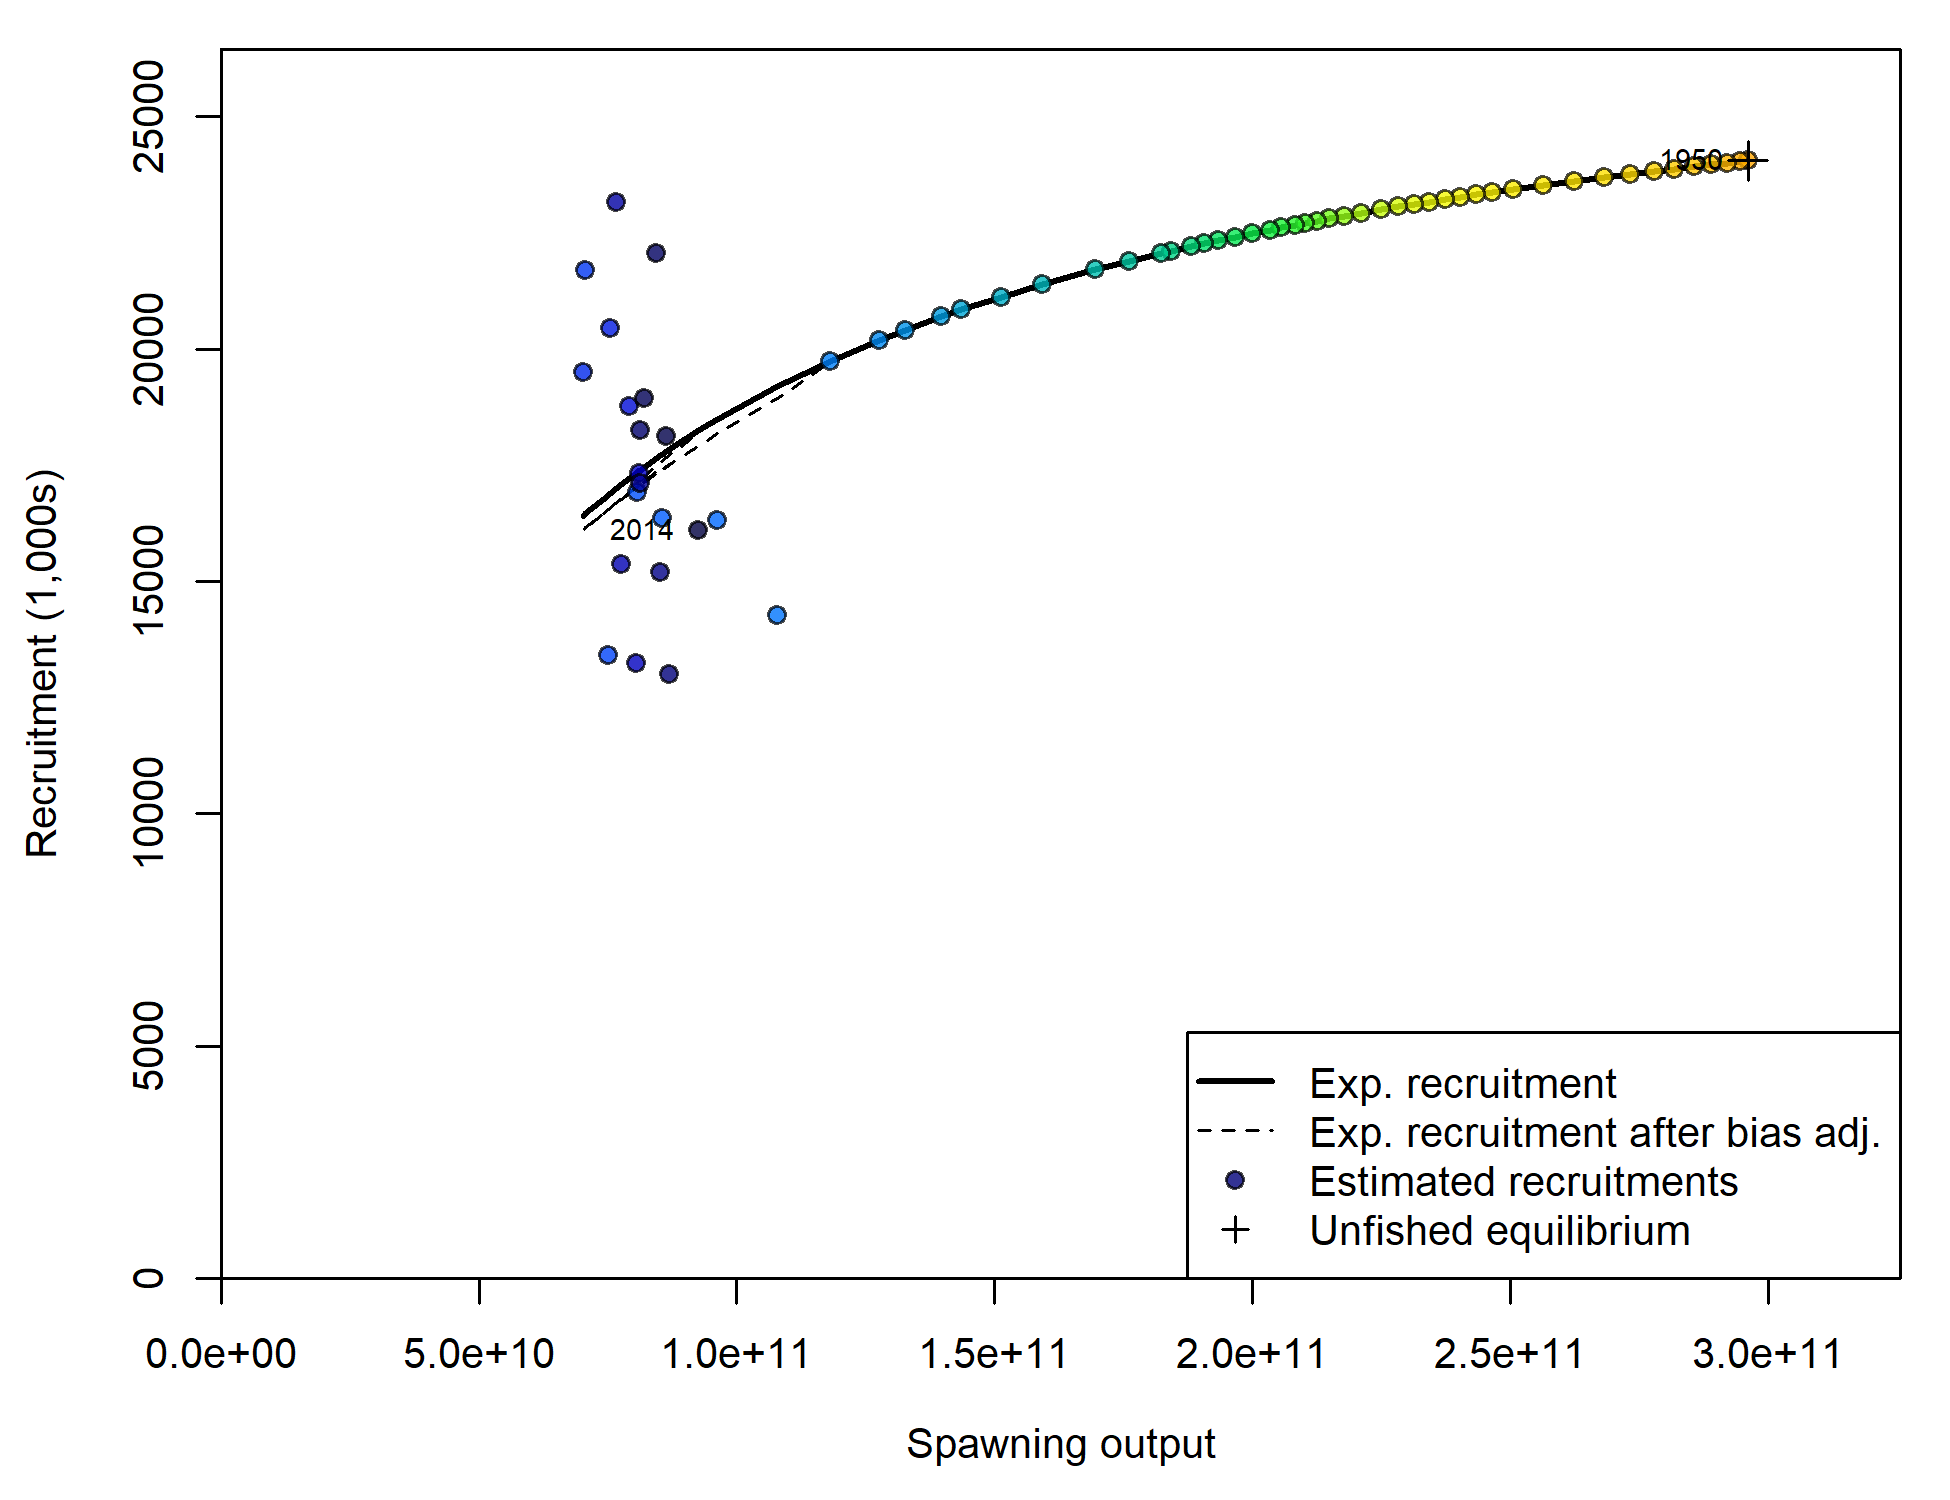 Recruitment (1,000s)
25000
20000
15000
10000
5000
0
1950
2014
Exp. recruitment
Exp. recruitment after bias adj.
Estimated recruitments
Unfished equilibrium
0.0e+00 5.0e+10 1.0e+11 1.5e+11 2.0e+11 2.5e+11 3.0e+11
Spawning output